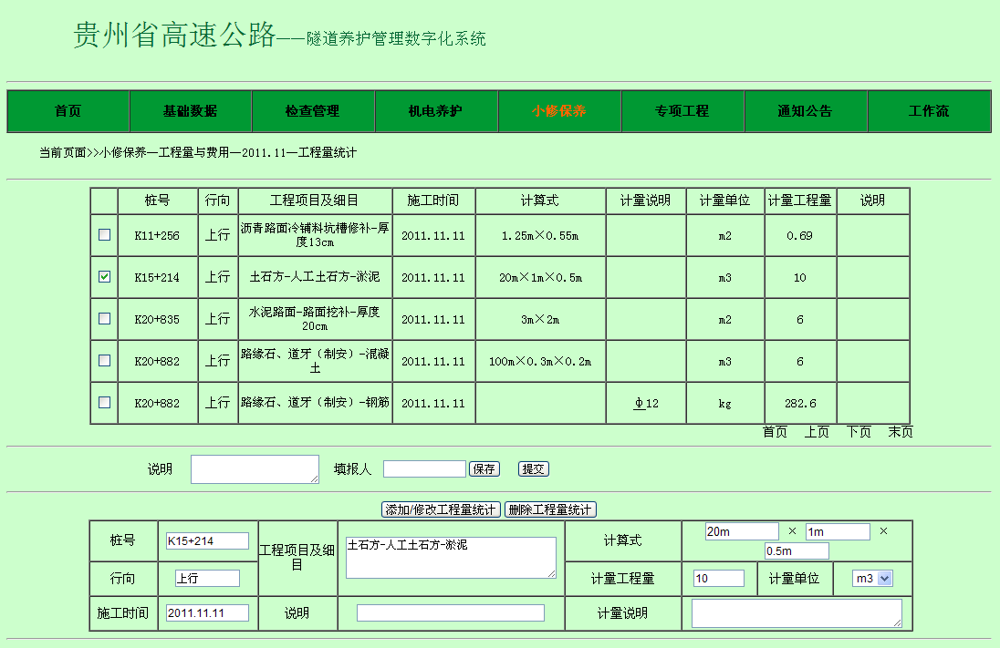 贵州省高速公路——隧道养护管理数字化系统
首页 基础数据 检查管理 机电养护 小修保养 专项工程 通知公告 工作流
当前页面>>小修保养—工程量与费用—2011.11—工程量统计
桩号 行向 工程项目及细目 施工时间 计算式 计量说明 计量单位 计量工程量 说明
K11+256 上行 沥青路面冷铺料坑槽修补-厚度13cm 2011.11.11 1.25m×0.55m m2 0.69
K15+214 上行 土石方-人工土石方-淤泥 2011.11.11 20m×1m×0.5m m3 10
K20+835 上行 水泥路面-路面挖补-厚度20cm 2011.11.11 3m×2m m2 6
K20+882 上行 路缘石、道牙（制安）-混凝土 2011.11.11 100m×0.3m×0.2m m3 6
K20+882 上行 路缘石、道牙（制安）-钢筋 2011.11.11 Φ12 kg 282.6
首页 上页 下页 末页
说明 填报人 保存 提交
添加/修改工程量统计 删除工程量统计
桩号 K15+214 工程项目及细目 土石方-人工土石方-淤泥 计算式 20m × 1m × 0.5m
行向 上行 计量工程量 10 计量单位 m3
施工时间 2011.11.11 说明 计量说明